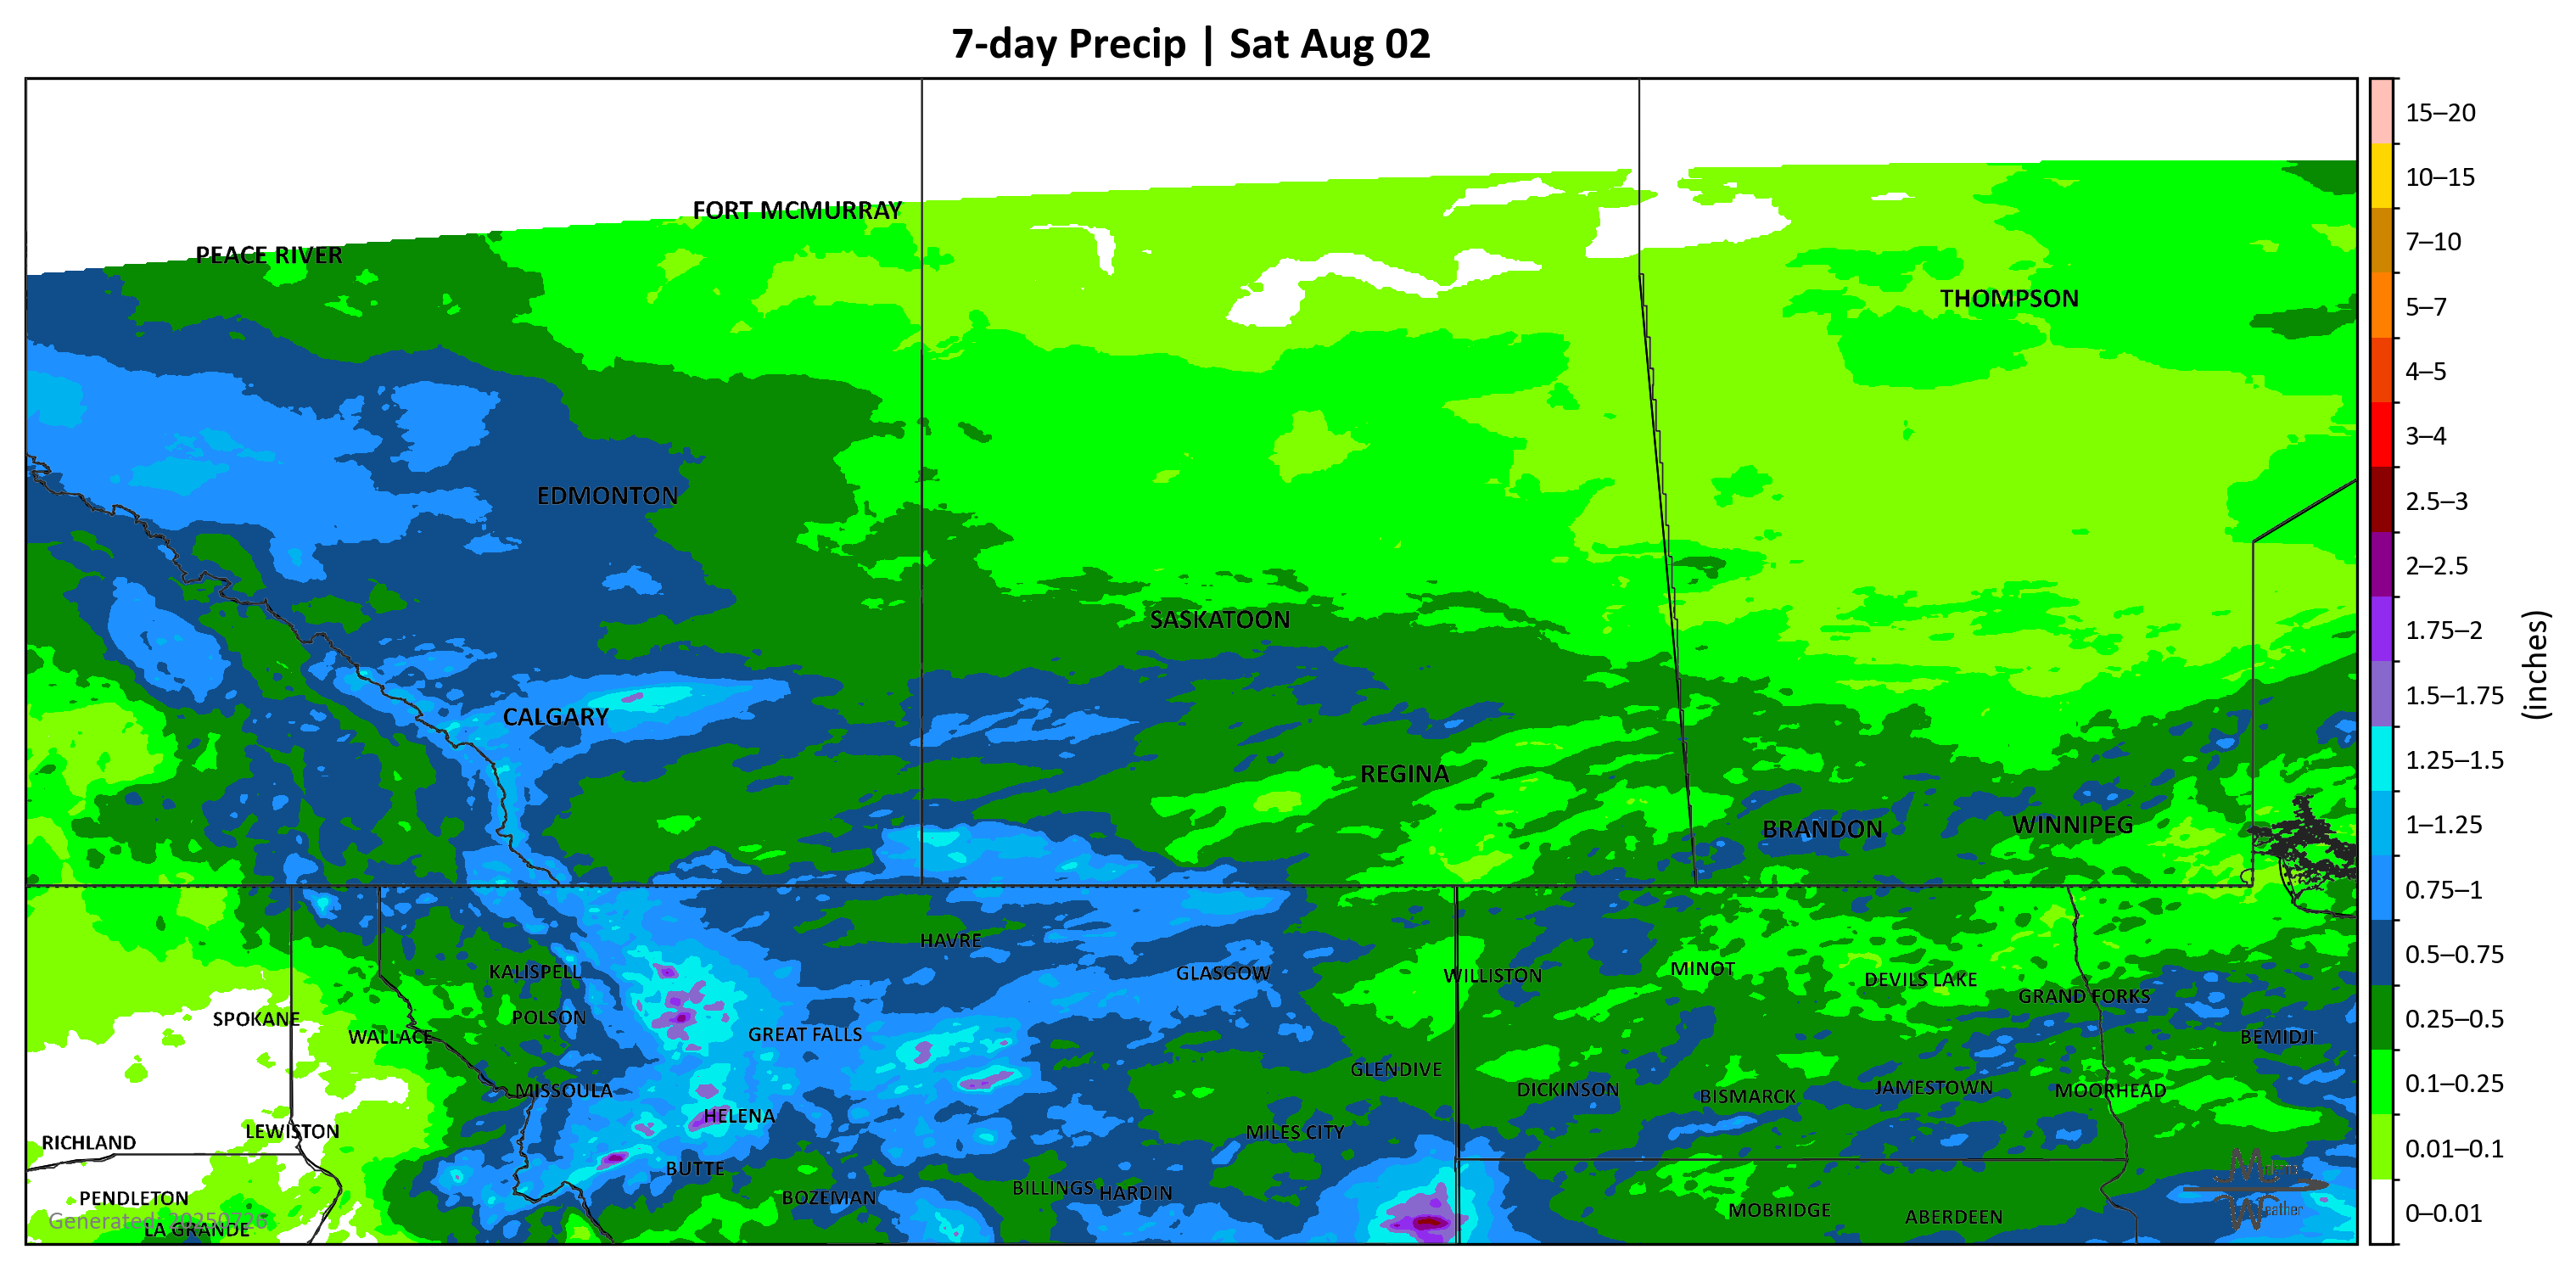 7-day Precip | Sat Aug 02
FORT MCMURRAY
PEACE RIVER
THOMPSON
EDMONTON
SASKATOON
CALGARY
REGINA
BRANDON
WINNIPEG
HAVRE
KALISPELL
GLASGOW
WILLISTON
MINOT
DEVILS LAKE
GRAND FORKS
SPOKANE
POLSON
WALLACE
GREAT FALLS
BEMIDJI
GLENDIVE
MISSOULA
DICKINSON
BISMARCK
JAMESTOWN
MOORHEAD
HELENA
LEWISTON
RICHLAND
MILES CITY
BUTTE
PENDLETON
BOZEMAN
BILLINGS
HARDIN
MOBRIDGE
ABERDEEN
Generated: 20250726
LA GRANDE
Weather
15–20
10–15
7–10
5–7
4–5
3–4
2.5–3
2–2.5
1.75–2
1.5–1.75
1.25–1.5
1–1.25
0.75–1
0.5–0.75
0.25–0.5
0.1–0.25
0.01–0.1
0–0.01
(inches)